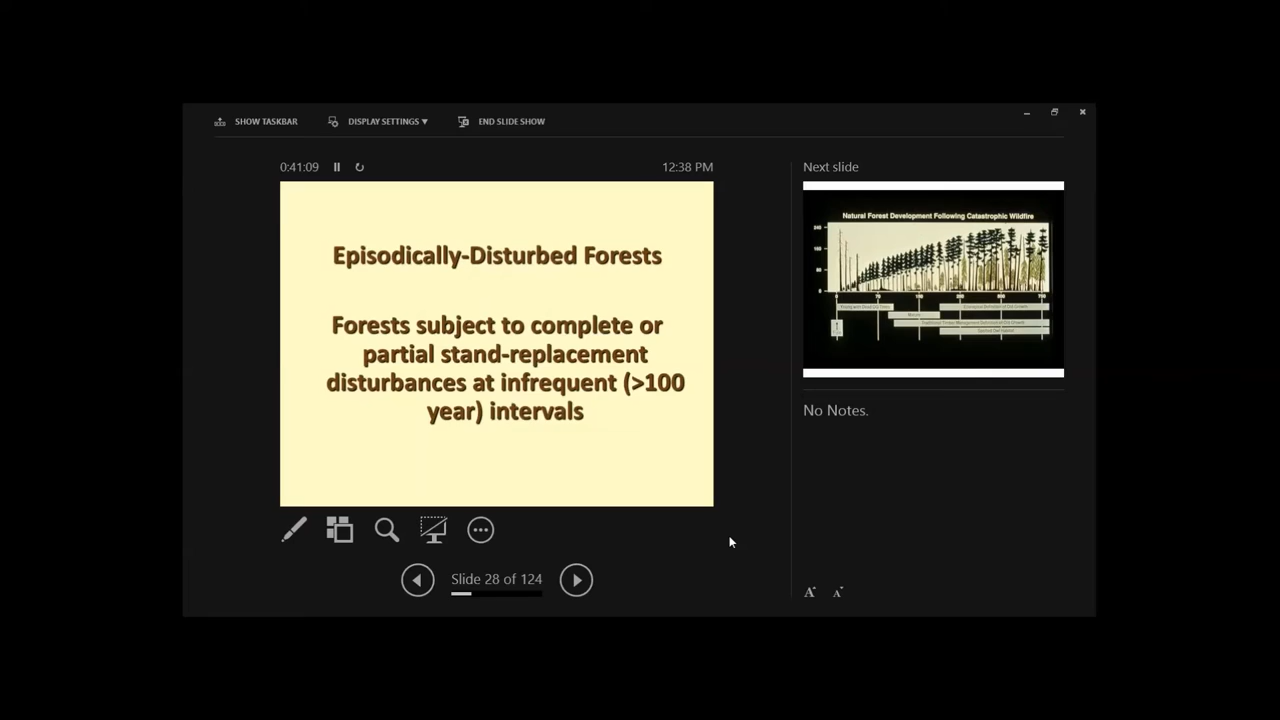 SHOW TASKBAR
DISPLAY SETTINGS ▼
END SLIDE SHOW
0:41:09
12:38 PM
Episodically-Disturbed Forests
Forests subject to complete or
partial stand-replacement
disturbances at infrequent (>100
year) intervals
Slide 28 of 124
Next slide
Natural Forest Development Following Catastrophic Wildfire
No Notes.
A
A